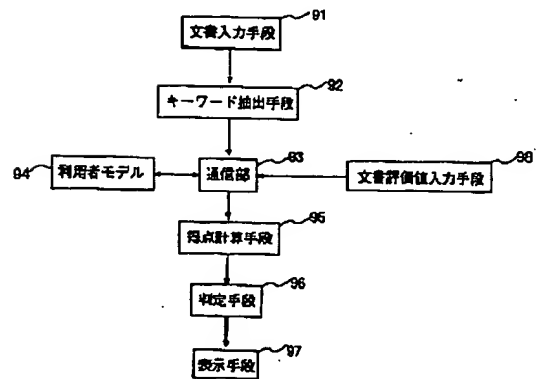 91
文書入力手段
92
キーワード抽出手段
93
94
利用者モデル
通信部
98
文書評価値入力手段
95
得点計算手段
96
判定手段
97
表示手段